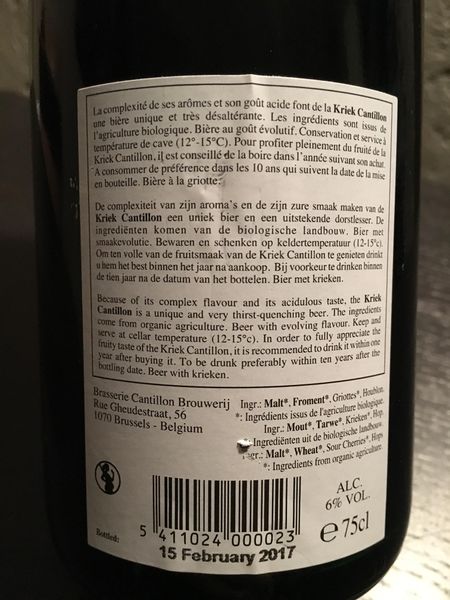 La complexité de ses arômes et son goût acide font de la Kriek Cantillon
une bière unique et très désaltérante. Les ingrédients sont issus de
l'agriculture biologique. Bière au goût évolutif. Conservation et service à
température de cave (12°-15°C). Pour profiter pleinement du fruité de la
Kriek Cantillon, il est conseillé de la boire dans l'année suivant son achat.
A consommer de préférence dans les 10 ans qui suivent la date de la mise
en bouteille. Bière à la griotte.
De complexiteit van zijn aroma's en de zijn zure smaak maken van de
Kriek Cantillon een uniek bier en een uitstekende dorstlesser. De
ingrediënten komen van de biologische landbouw. Bier met
smaakevolutie. Bewaren en schenken op keldertemperatuur (12-15°c).
Om ten volle van de fruitsmaak van de Kriek Cantillon te genieten drinkt
u hem het best binnen het jaar na aankoop. Bij voorkeur te drinken binnen
de tien jaar na de datum van het bottelen. Bier met krieken.
Because of its complex flavour and its acidulous taste, the Kriek
Cantillon is a unique and very thirst-quenching beer. The ingredients
come from organic agriculture. Beer with evolving flavour. Keep and
serve at cellar temperature (12-15°c). In order to fully appreciate the
fruity taste of the Kriek Cantillon, it is recommended to drink it within one
year after buying it. To be drunk preferably within ten years after the
bottling date. Beer with krieken.
Brasserie Cantillon Brouwerij
Rue Gheudestraat, 56
1070 Brussels - Belgium
Ingr.: Malt*, Froment*, Griottes*, Houblon.
*: Ingrédients issus de l'agriculture biologique.
Ingr.: Mout*, Tarwe*, Krieken*, Hop.
Ingrediënten uit de biologische landbouw.
Ingr.: Malt*, Wheat*, Sour Cherries*, Hops
*: Ingredients from organic agriculture.
ALC.
6% VOL.
e 75cl
Bottled:
5 411024 000023
15 February 2017